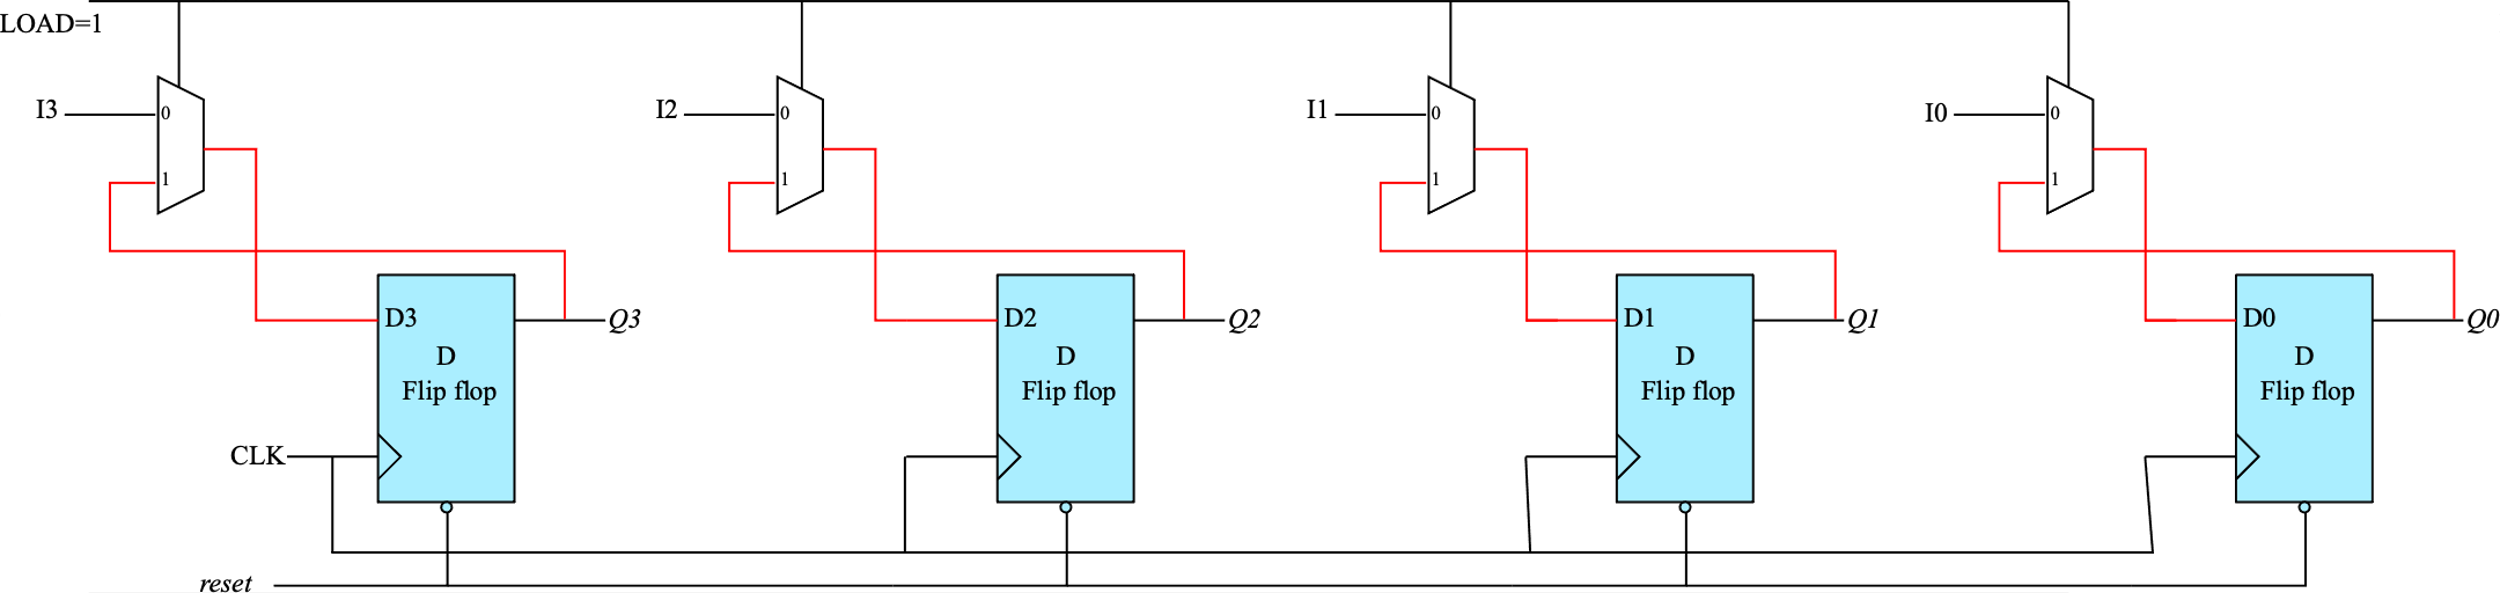 LOAD=1
I3
0
1
I2
0
1
I1
0
1
I0
0
1
D3
D
Flip flop
Q3
D2
D
Flip flop
Q2
D1
D
Flip flop
Q1
D0
D
Flip flop
Q0
CLK
reset